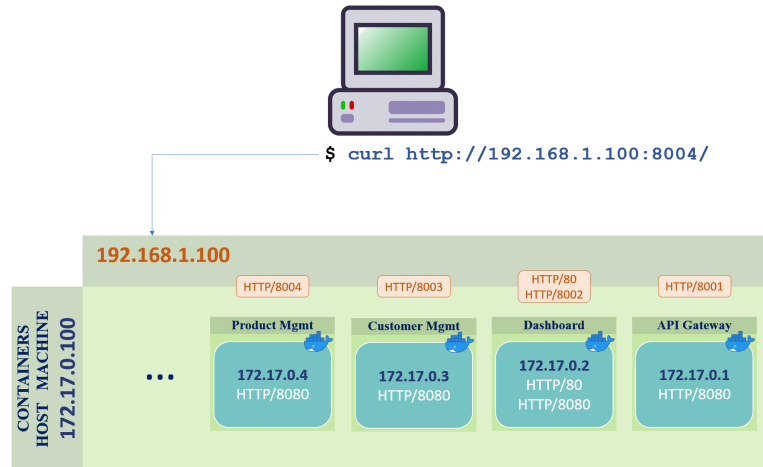 $ curl http://192.168.1.100:8004/
192.168.1.100
HTTP/8004
HTTP/8003
HTTP/80
HTTP/8002
HTTP/8001
CONTAINERS
HOST MACHINE
172.17.0.100
...
Product Mgmt
172.17.0.4
HTTP/8080
Customer Mgmt
172.17.0.3
HTTP/8080
Dashboard
172.17.0.2
HTTP/80
HTTP/8080
API Gateway
172.17.0.1
HTTP/8080